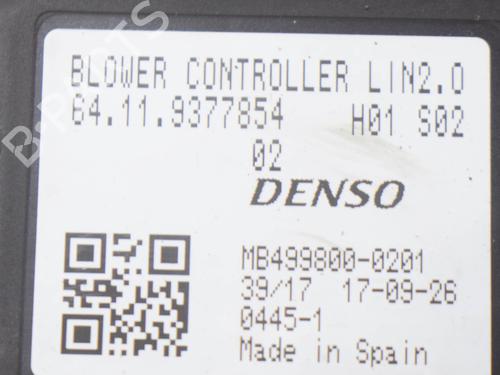 BLOWER CONTROLLER LIN2.0
64.11.9377854 H01 S02
02
DENSO
MB499800-0201
39/17 17-09-26
0445-1
Made in Spain
B-PARTS